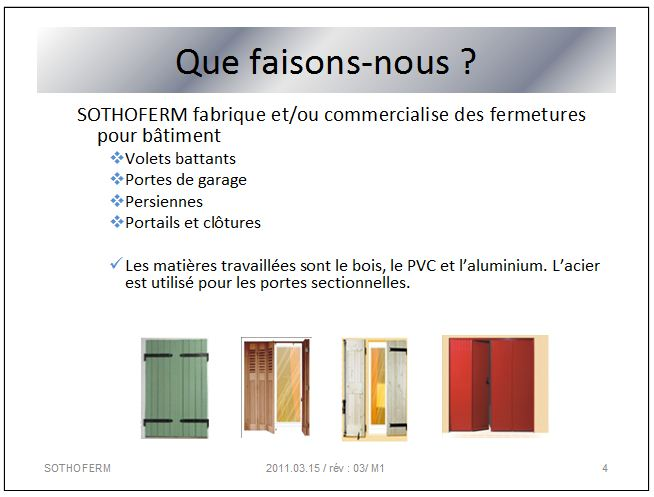 Que faisons-nous ?
SOTHOFERM fabrique et/ou commercialise des fermetures
pour bâtiment
Volets battants
Portes de garage
Persiennes
Portails et clôtures
Les matières travaillées sont le bois, le PVC et l’aluminium. L’acier
est utilisé pour les portes sectionnelles.
SOTHOFERM 2011.03.15 / rév : 03/ M1 4